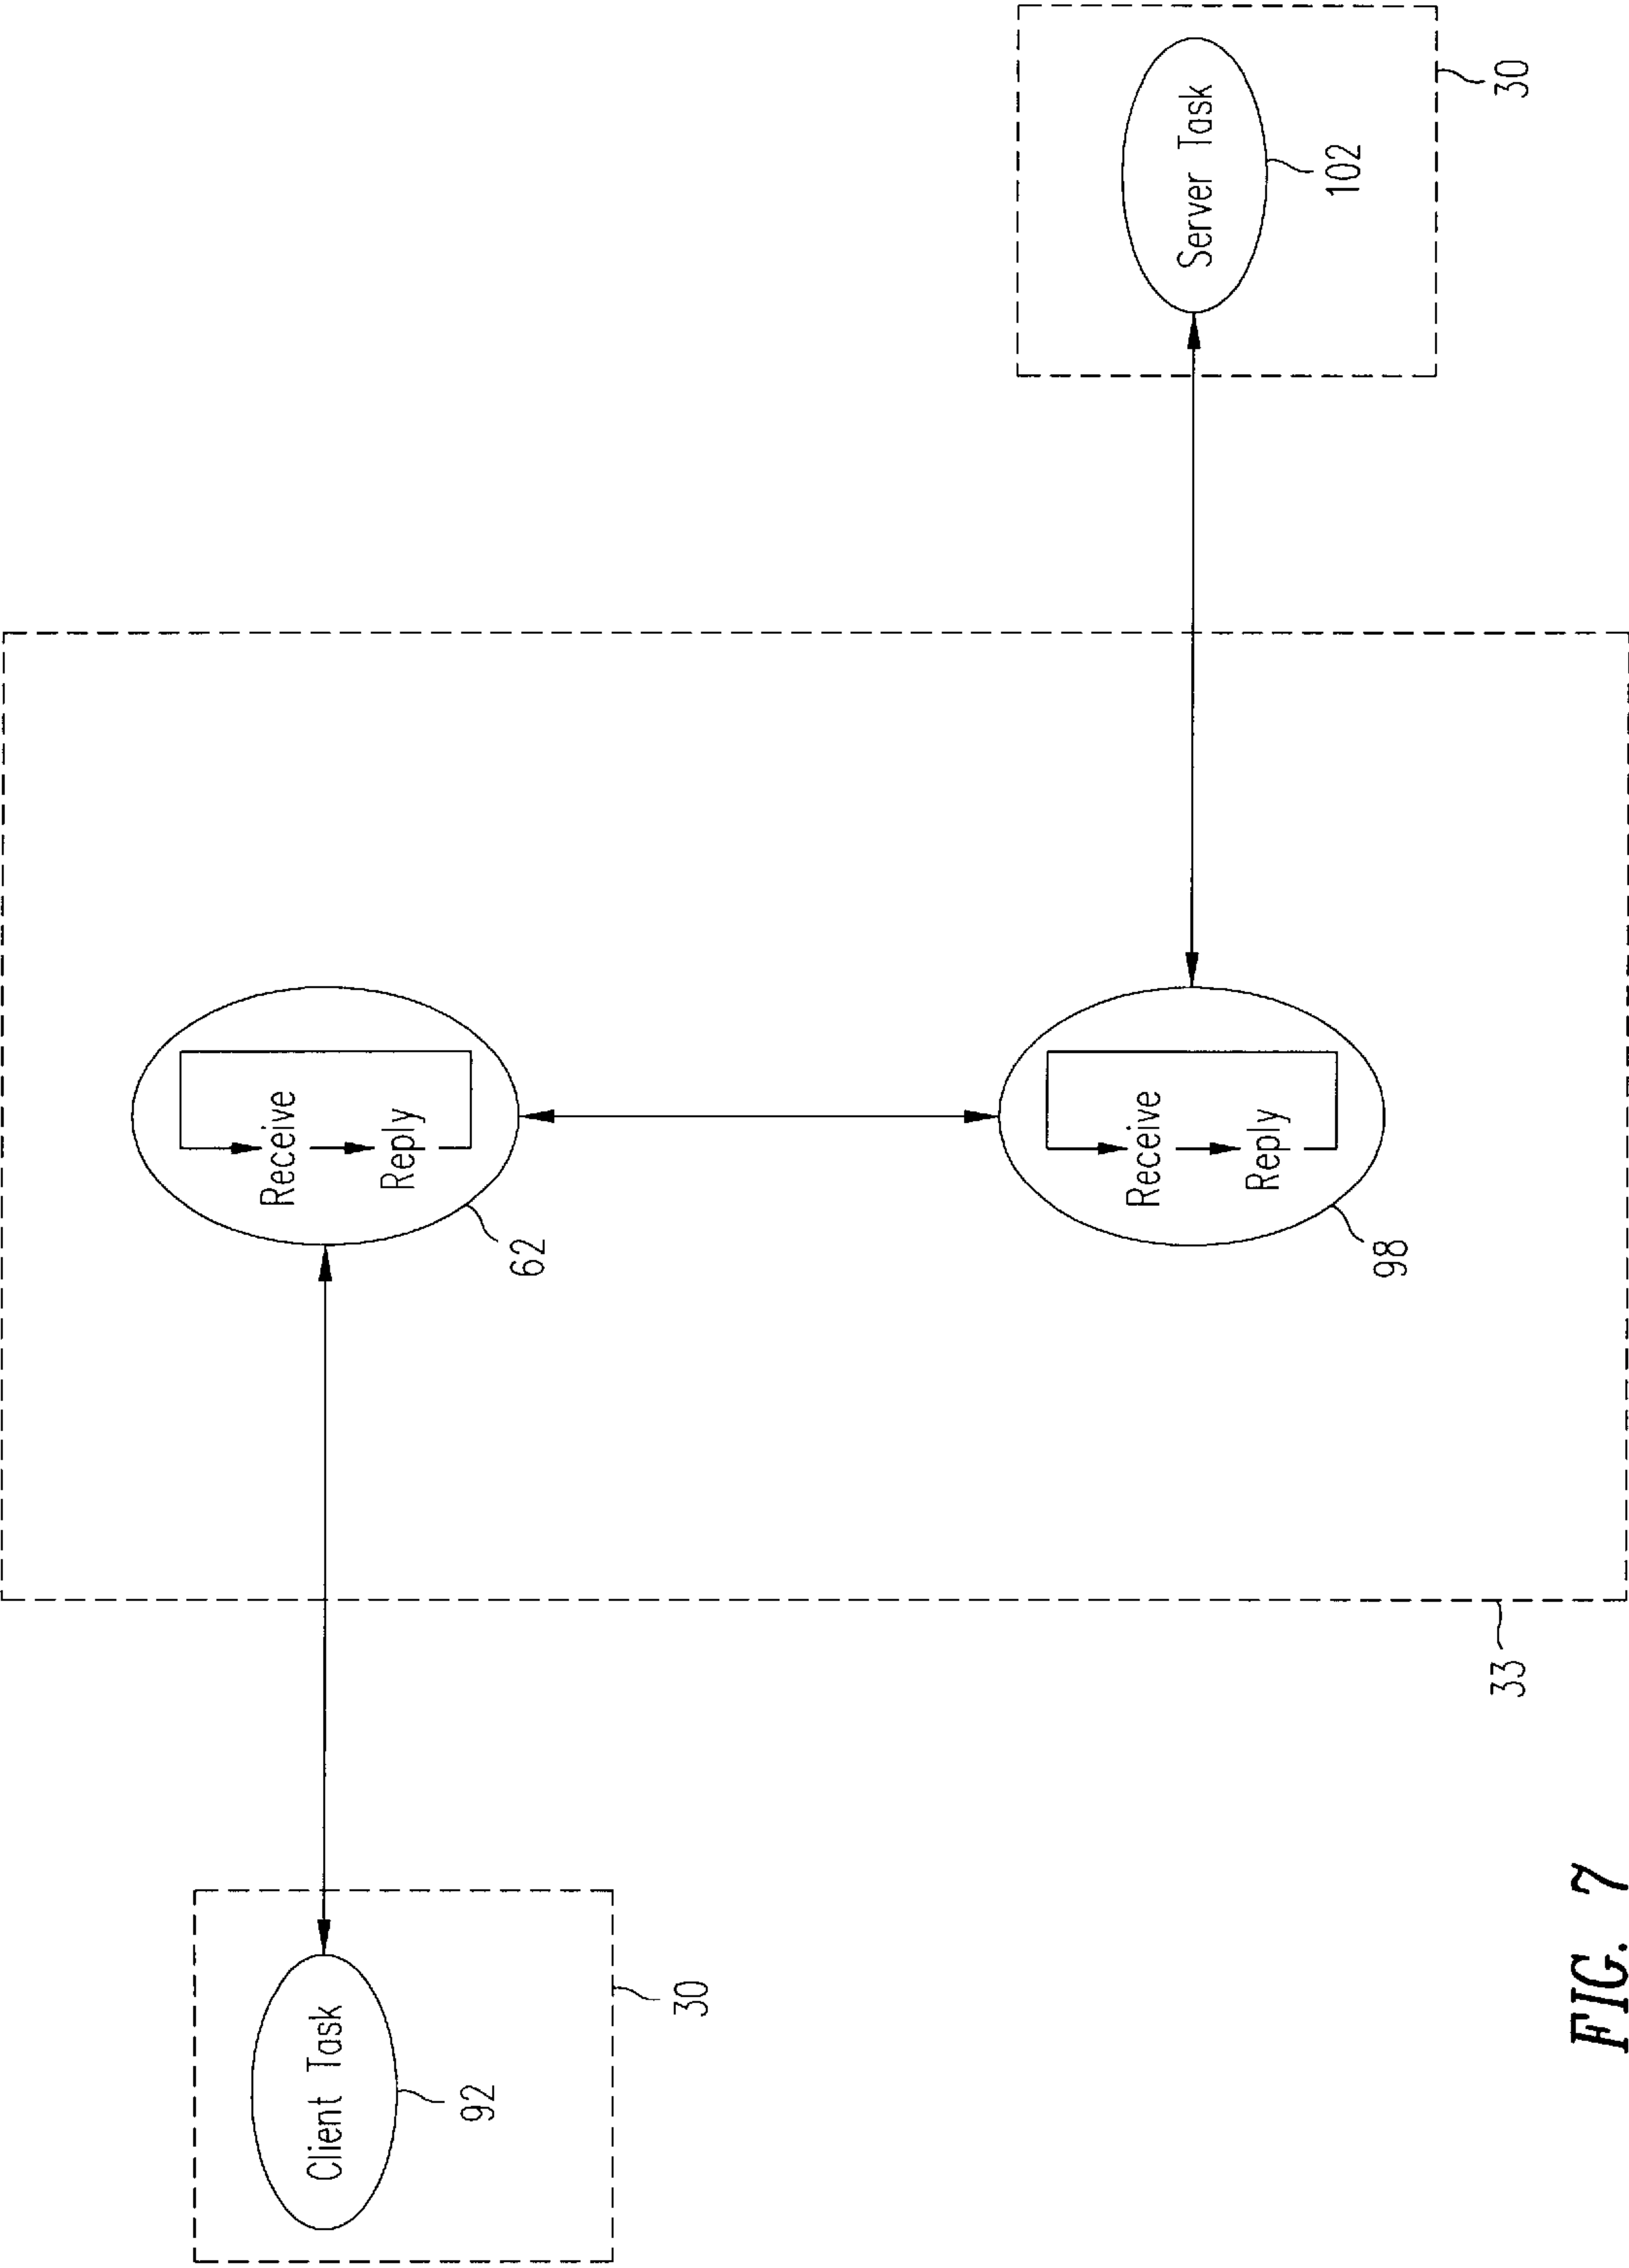 Client Task
92
30
33
Receive
Reply
62
Receive
Reply
98
Server Task
102
30
FIG. 7